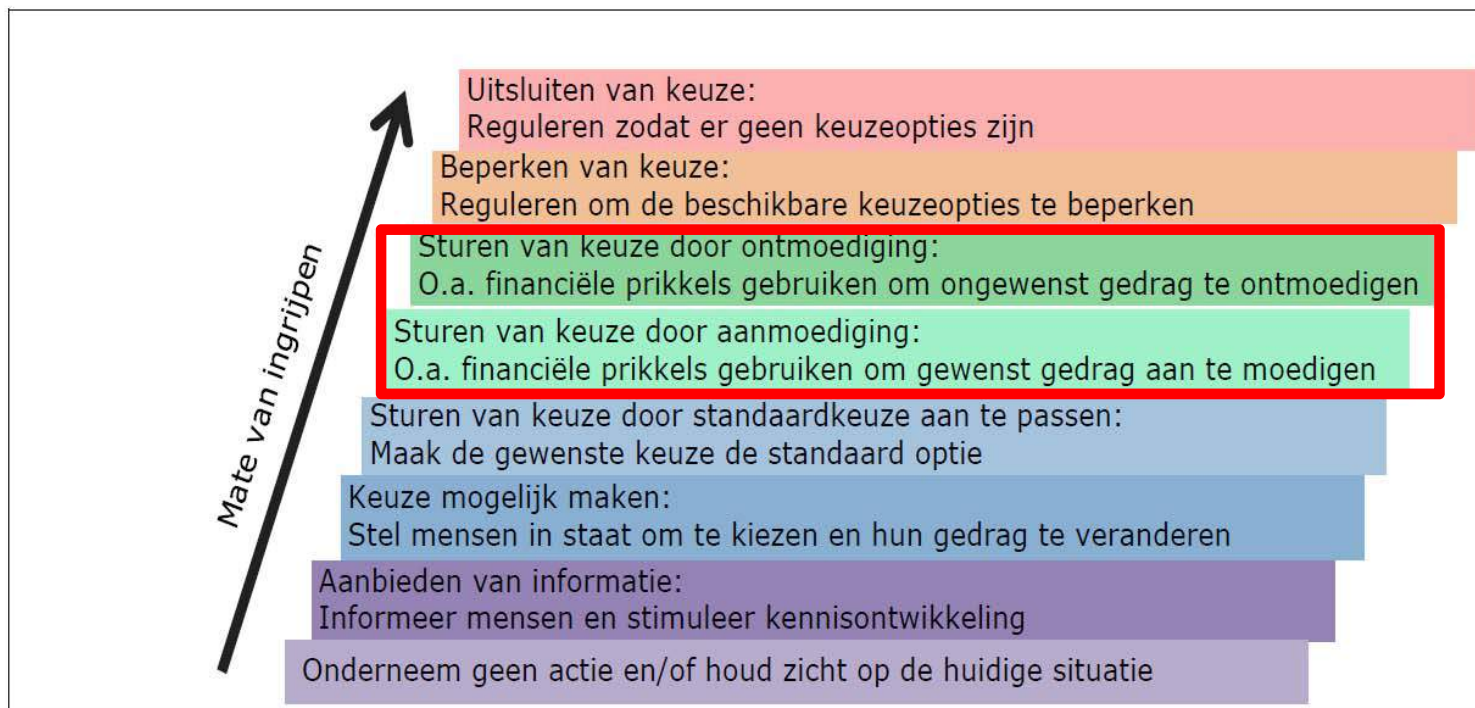 Uitsluiten van keuze:
Reguleren zodat er geen keuzeopties zijn
Beperken van keuze:
Reguleren om de beschikbare keuzeopties te beperken
Sturen van keuze door ontmoediging:
O.a. financiële prikkels gebruiken om ongewenst gedrag te ontmoedigen
Sturen van keuze door aanmoediging:
O.a. financiële prikkels gebruiken om gewenst gedrag aan te moedigen
Sturen van keuze door standaardkeuze aan te passen:
Maak de gewenste keuze de standaard optie
Keuze mogelijk maken:
Stel mensen in staat om te kiezen en hun gedrag te veranderen
Aanbieden van informatie:
Informeer mensen en stimuleer kennisontwikkeling
Onderneem geen actie en/of houd zicht op de huidige situatie
Mate van ingrijpen